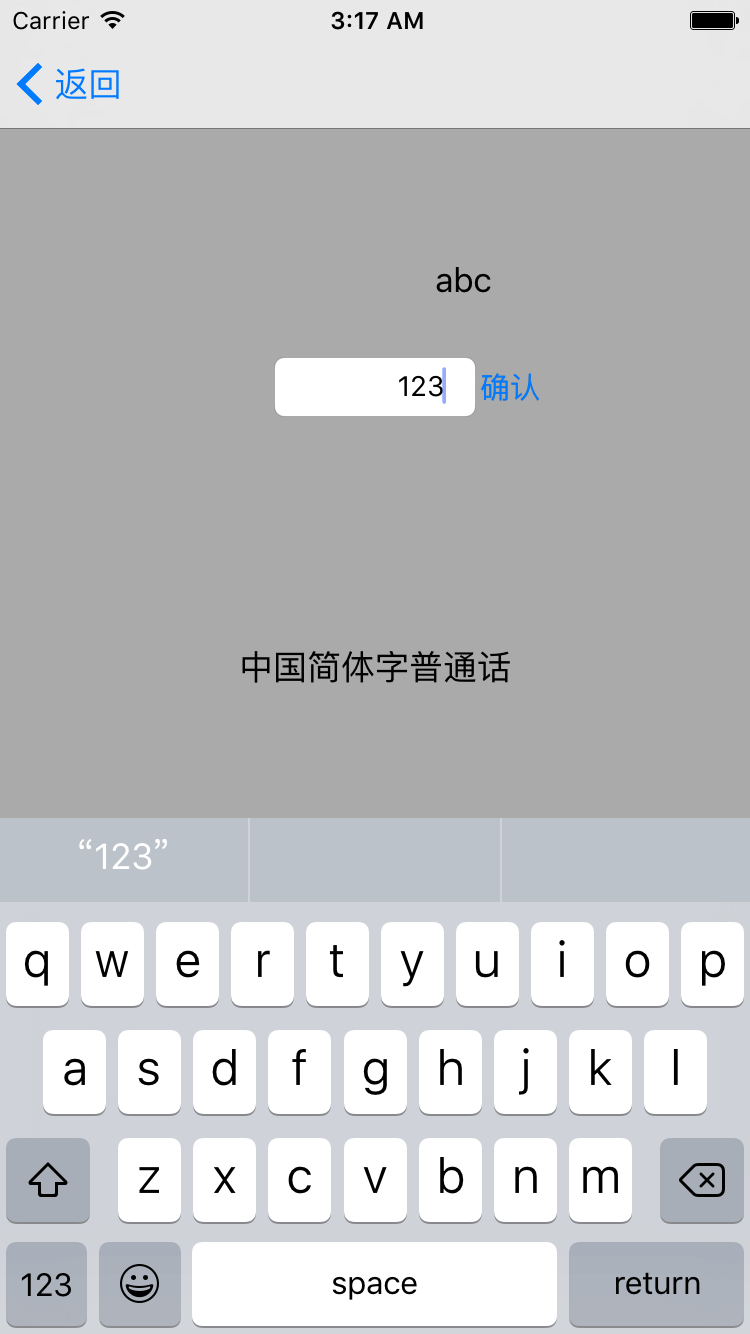 Carrier 3:17 AM
返回
abc
123 确认
中国简体字普通话
“123”
q w e r t y u i o p
a s d f g h j k l
z x c v b n m
123 space return